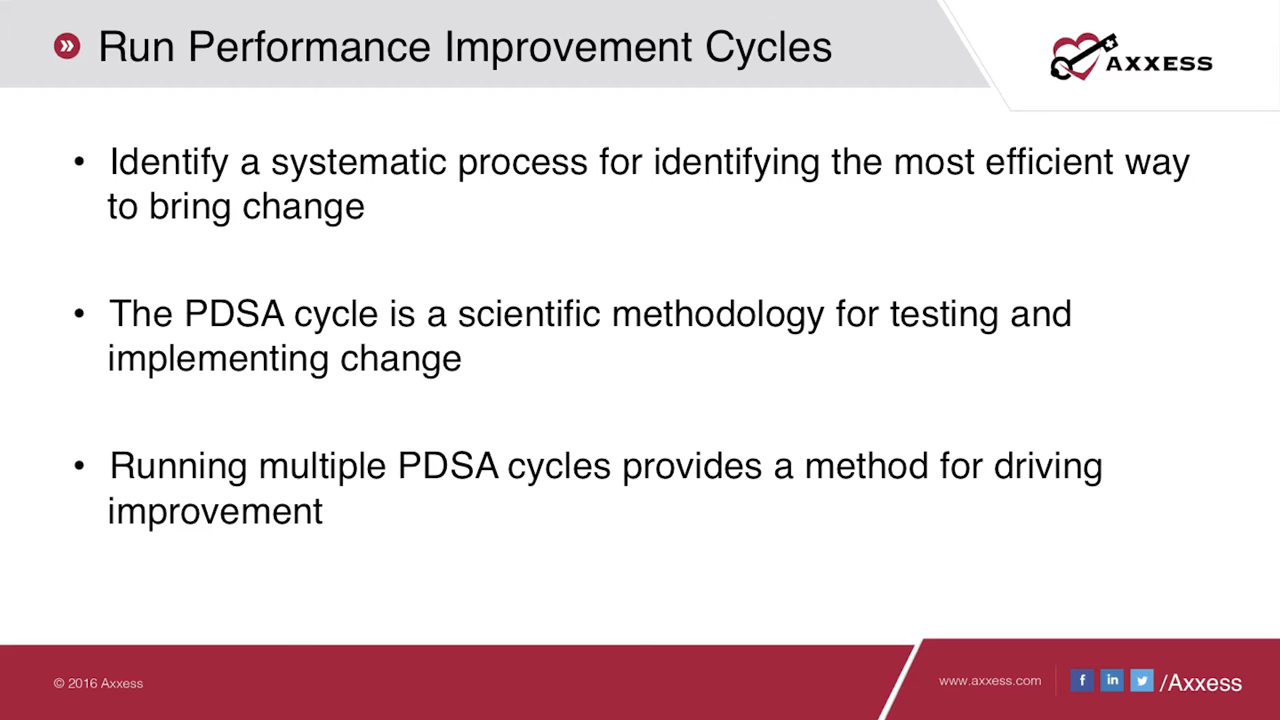 Run Performance Improvement Cycles
AXXESS
• Identify a systematic process for identifying the most efficient way
to bring change
• The PDSA cycle is a scientific methodology for testing and
implementing change
• Running multiple PDSA cycles provides a method for driving
improvement
© 2016 Axxess
www.axxess.com
f in /Axxess